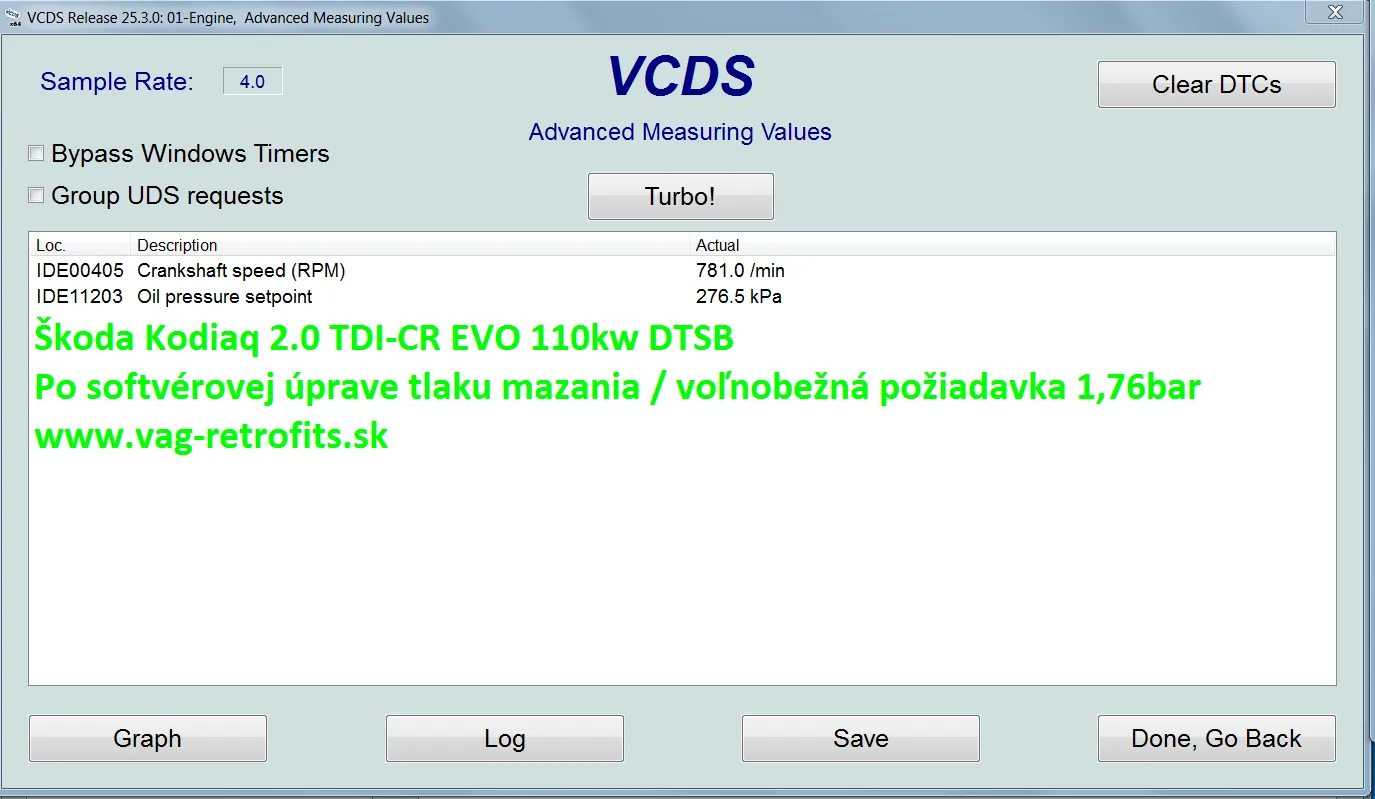 VCDS Release 25.3.0: 01-Engine, Advanced Measuring Values
Sample Rate: 4.0
VCDS
Clear DTCs
Advanced Measuring Values
Bypass Windows Timers
Group UDS requests
Turbo!
Loc. Description Actual
IDE00405 Crankshaft speed (RPM) 781.0 /min
IDE11203 Oil pressure setpoint 276.5 kPa
Škoda Kodiaq 2.0 TDI-CR EVO 110kw DTSB
Po softvérovej úprave tlaku mazania / voľnobežná požiadavka 1,76bar
www.vag-retrofits.sk
Graph Log Save Done, Go Back